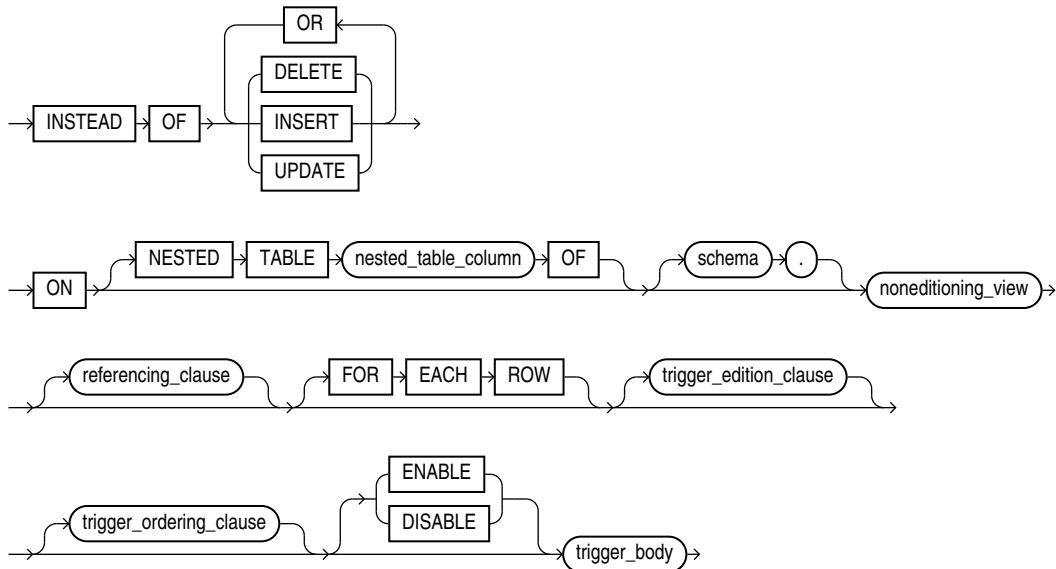 OR
DELETE
INSTEAD OF INSERT
UPDATE
NESTED TABLE nested_table_column OF schema .
ON noneditioning_view
referencing_clause FOR EACH ROW trigger_edition_clause
ENABLE
trigger_ordering_clause DISABLE
trigger_body